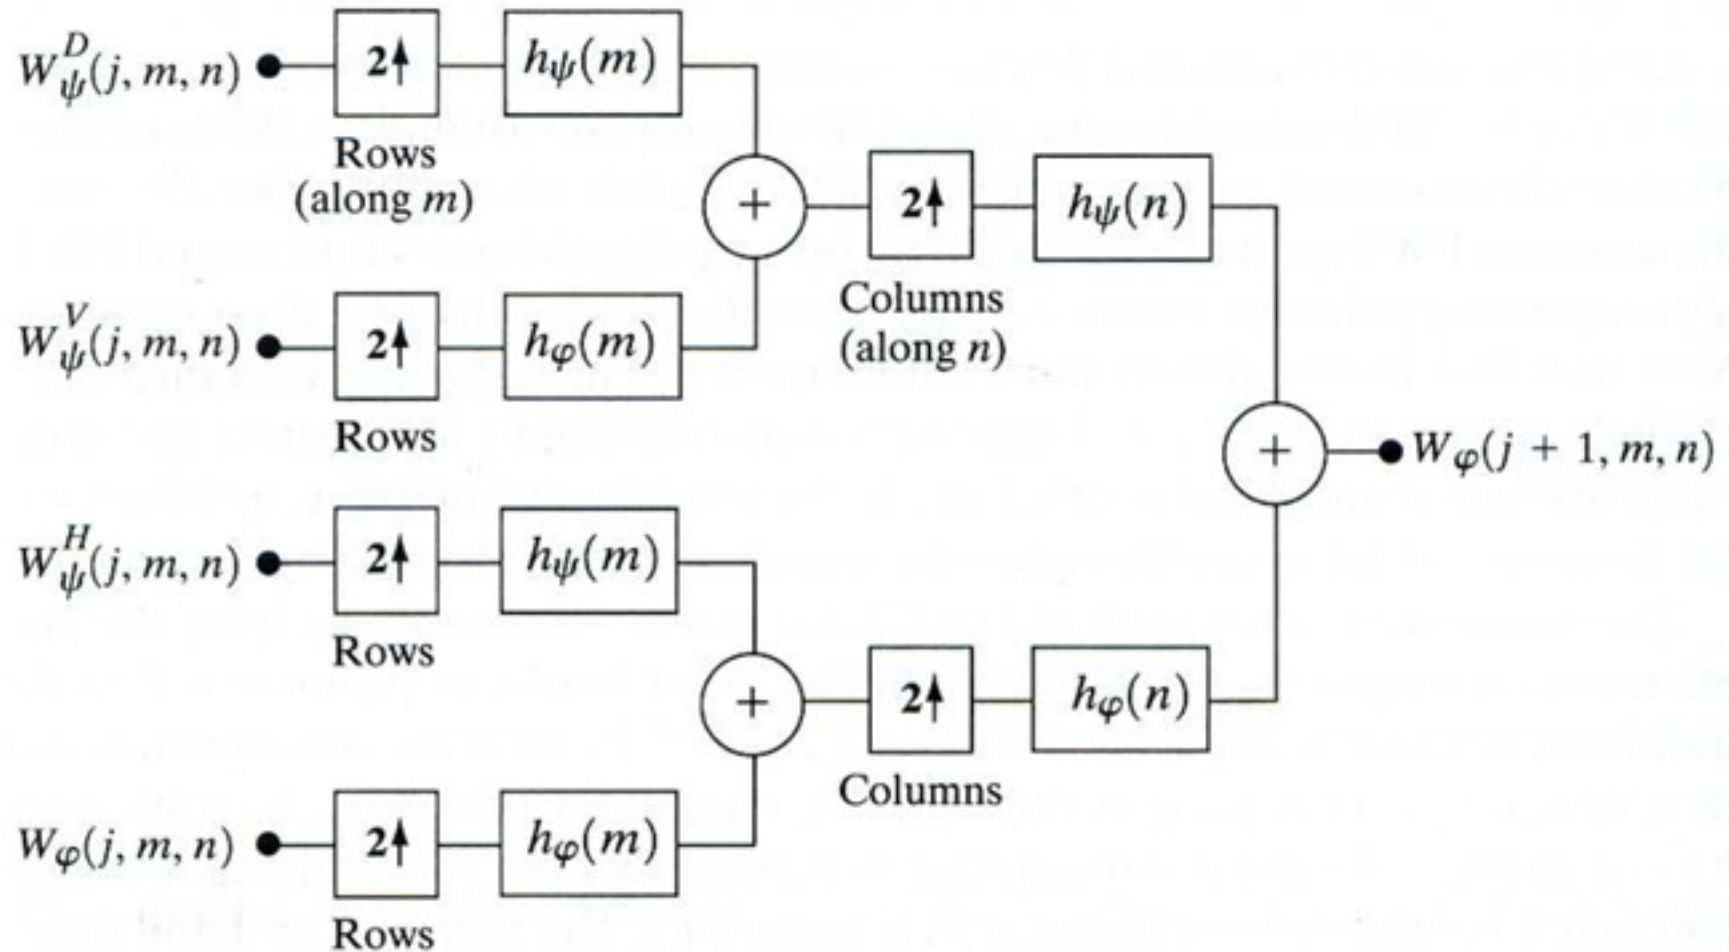 W_ψ^D(j, m, n)
2↑
h_ψ(m)
Rows
(along m)
+
2↑
h_ψ(n)
Columns
(along n)
W_ψ^V(j, m, n)
2↑
h_φ(m)
Rows
+
W_φ(j + 1, m, n)
W_ψ^H(j, m, n)
2↑
h_ψ(m)
Rows
+
2↑
h_φ(n)
Columns
W_φ(j, m, n)
2↑
h_φ(m)
Rows